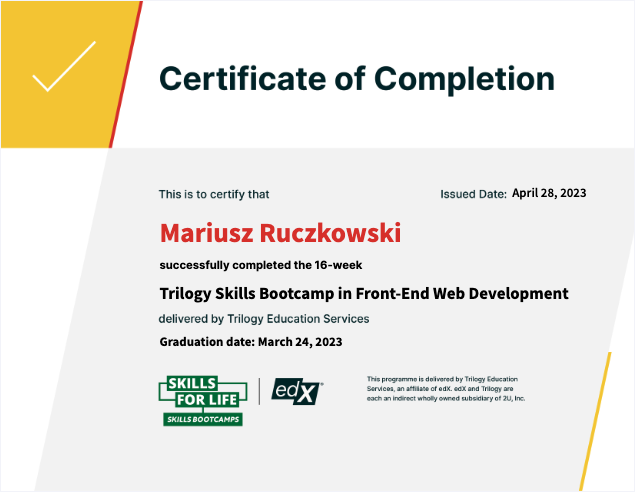 Certificate of Completion
This is to certify that
Issued Date: April 28, 2023
Mariusz Ruczkowski
successfully completed the 16-week
Trilogy Skills Bootcamp in Front-End Web Development
delivered by Trilogy Education Services
Graduation date: March 24, 2023
SKILLS
FOR LIFE
SKILLS BOOTCAMPS
edX
This programme is delivered by Trilogy Education
Services, an affiliate of edX. edX and Trilogy are
each an indirect wholly owned subsidiary of 2U, Inc.